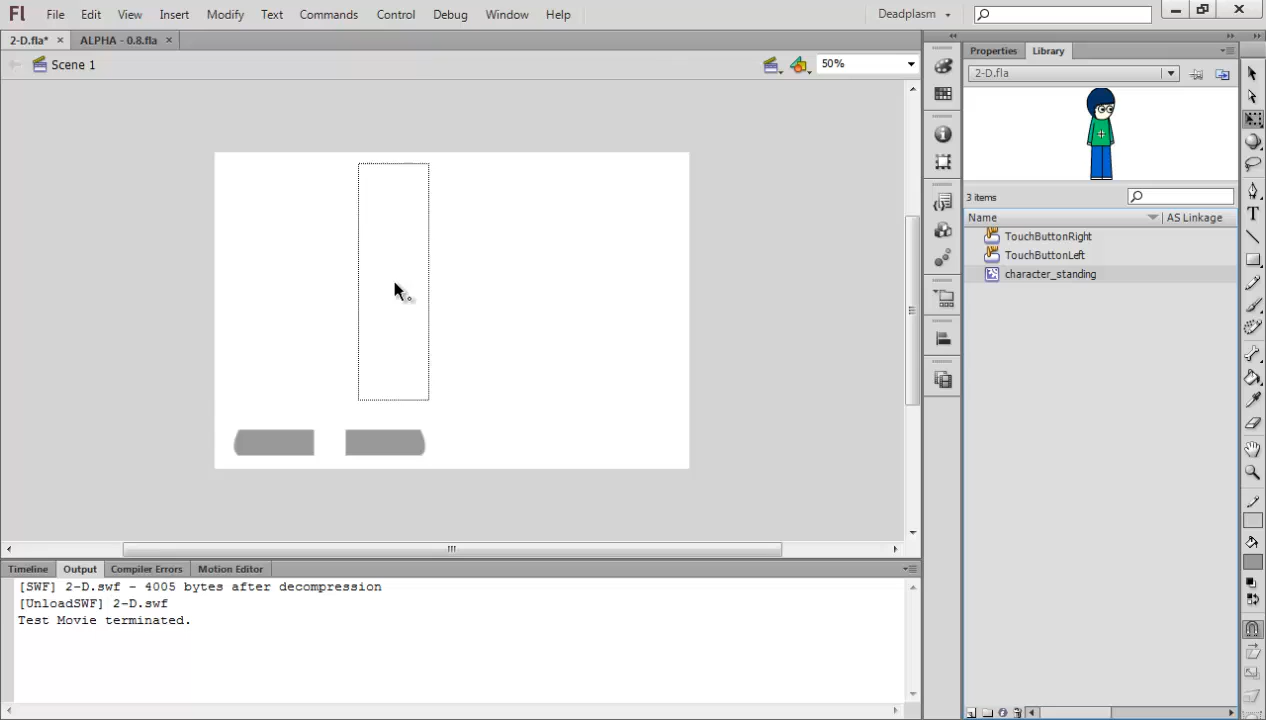 Fl File Edit View Insert Modify Text Commands Control Debug Window Help Deadplasm
2-D.fla* × ALPHA - 0.8.fla ×
Scene 1 50%
Properties Library
2-D.fla
3 items
Name AS Linkage
TouchButtonRight
TouchButtonLeft
character_standing
Timeline Output Compiler Errors Motion Editor
[SWF] 2-D.swf - 4005 bytes after decompression
[UnloadSWF] 2-D.swf
Test Movie terminated.